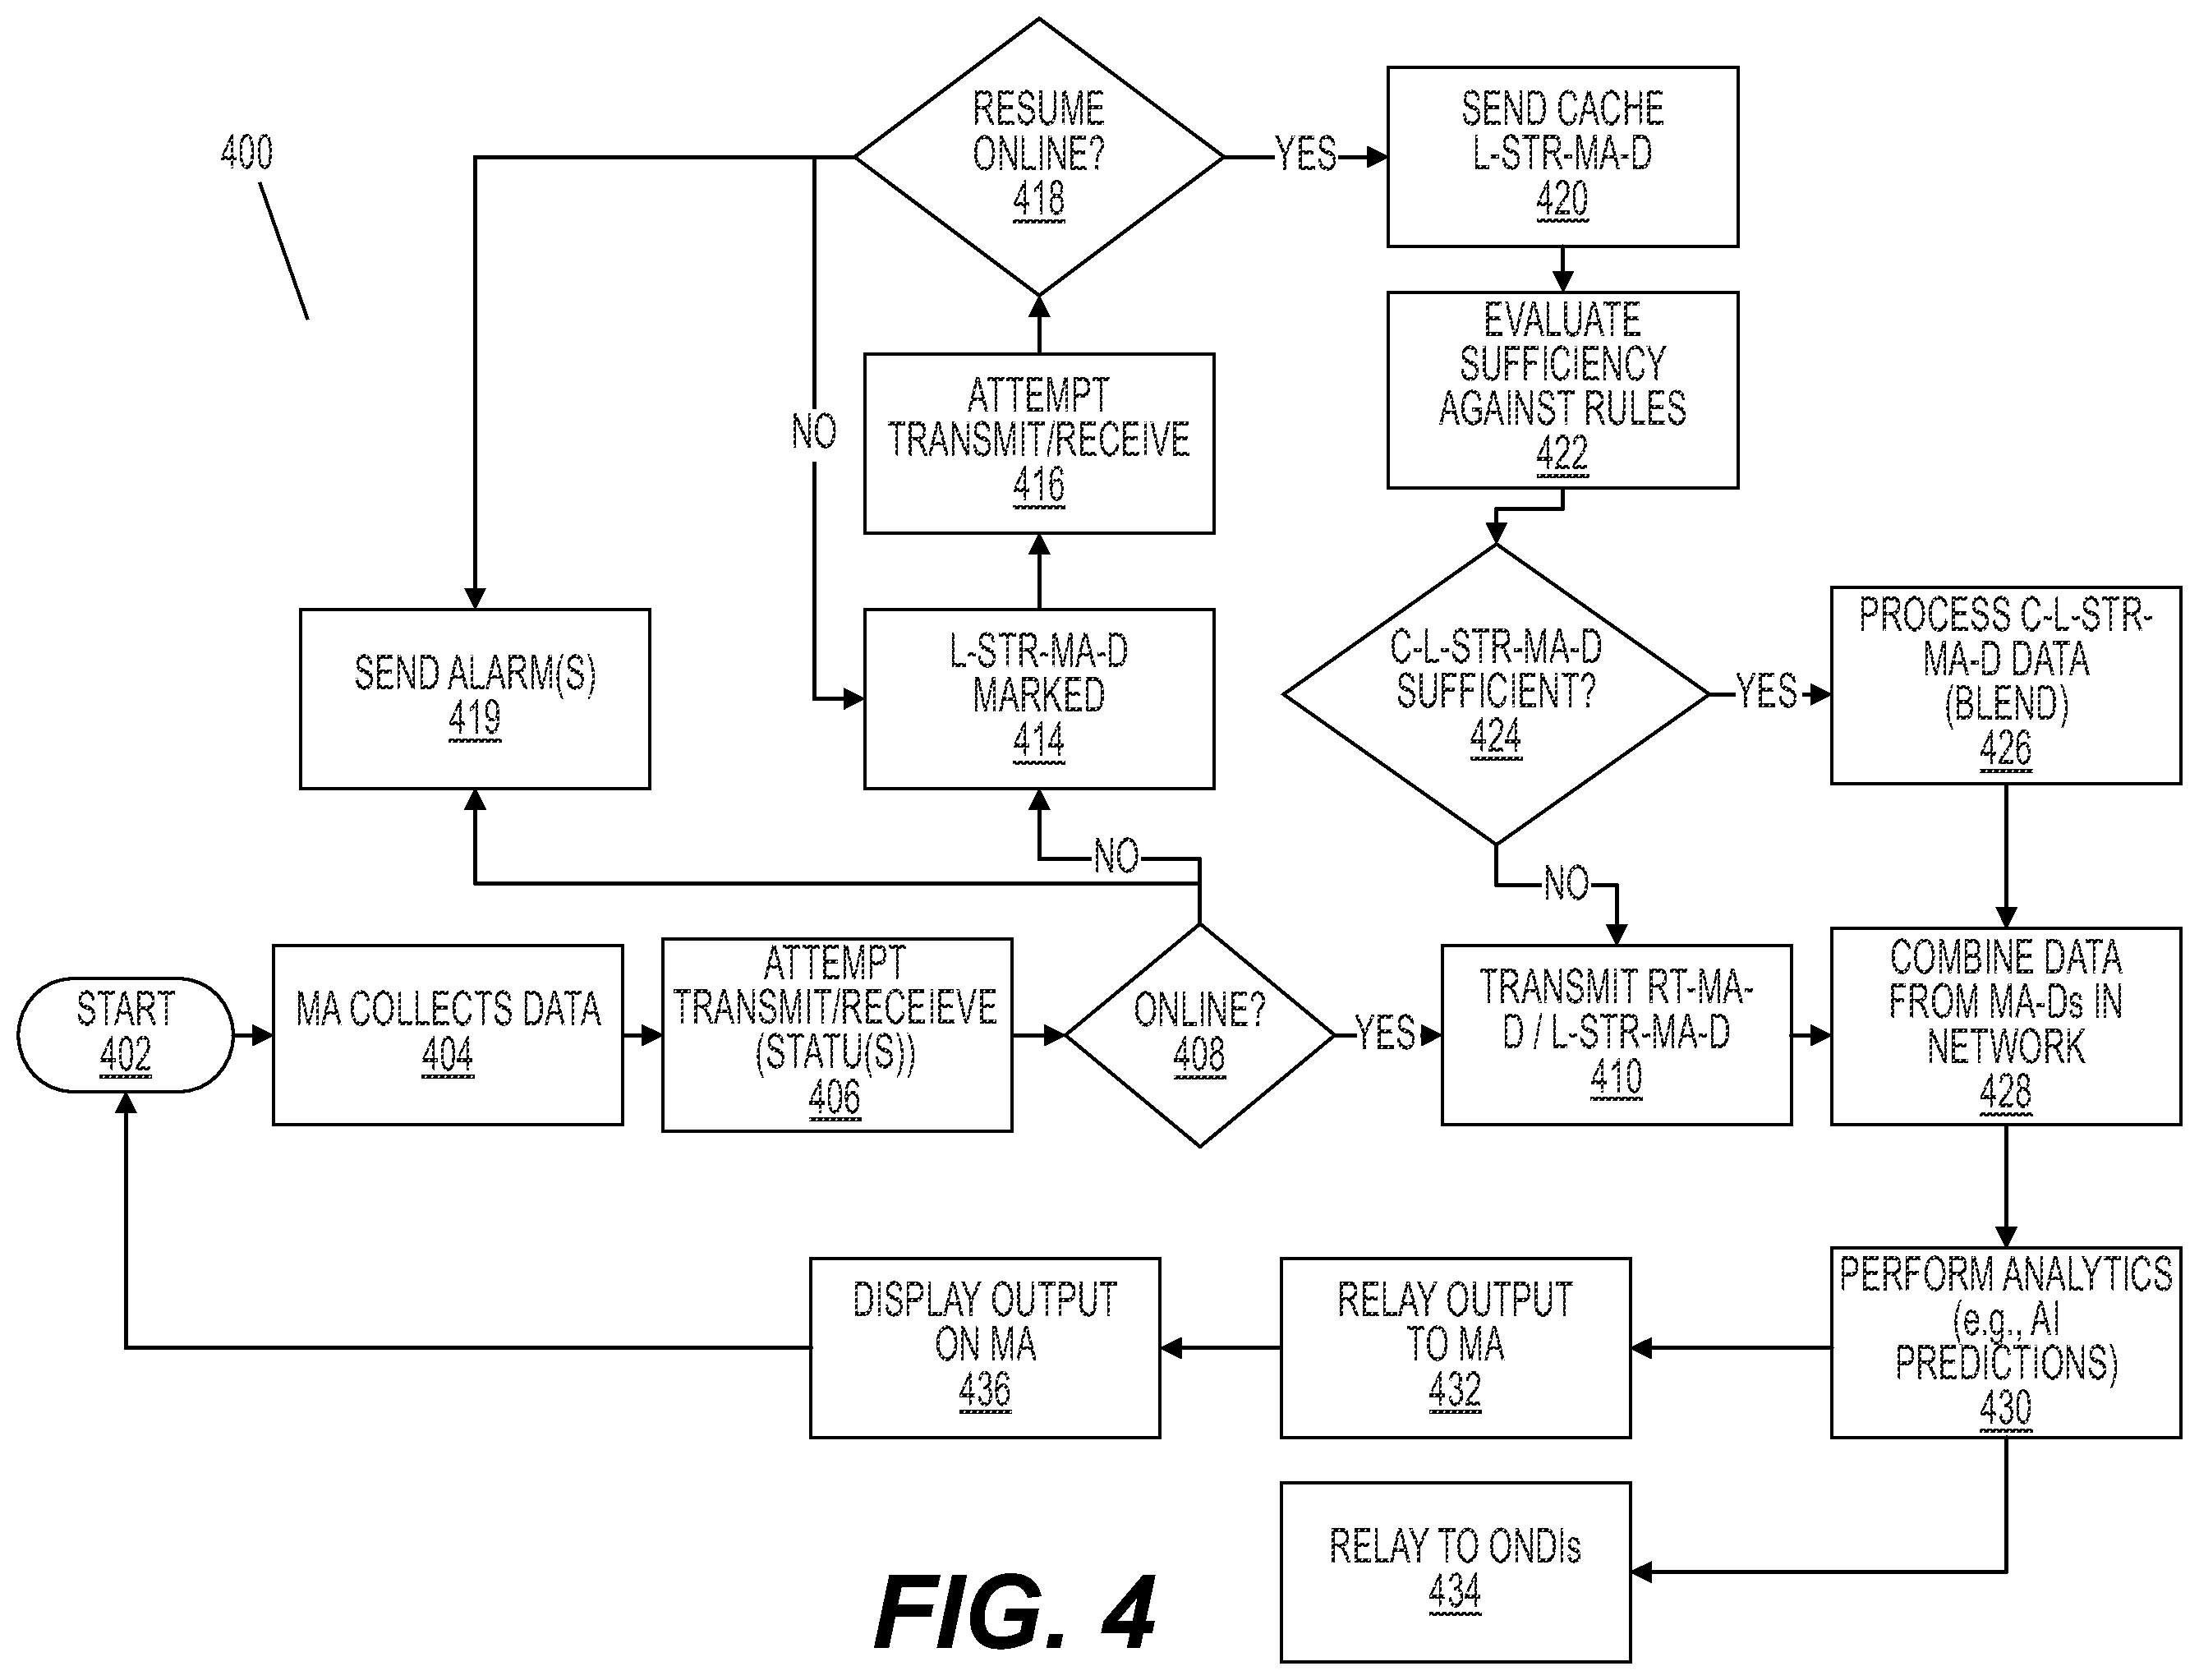 400
RESUME
ONLINE?
418
YES
SEND CACHE
L-STR-MA-D
420
EVALUATE
SUFFICIENCY
AGAINST RULES
422
NO
ATTEMPT
TRANSMIT/RECEIVE
416
SEND ALARM(S)
419
L-STR-MA-D
MARKED
414
C-L-STR-MA-D
SUFFICIENT?
424
YES
PROCESS C-L-STR-
MA-D DATA
(BLEND)
426
NO
NO
START
402
MA COLLECTS DATA
404
ATTEMPT
TRANSMIT/RECEIEVE
(STATU(S))
406
ONLINE?
408
YES
TRANSMIT RT-MA-
D / L-STR-MA-D
410
COMBINE DATA
FROM MA-Ds IN
NETWORK
428
DISPLAY OUTPUT
ON MA
436
RELAY OUTPUT
TO MA
432
PERFORM ANALYTICS
(e.g., AI
PREDICTIONS)
430
RELAY TO ONDIs
434
FIG. 4